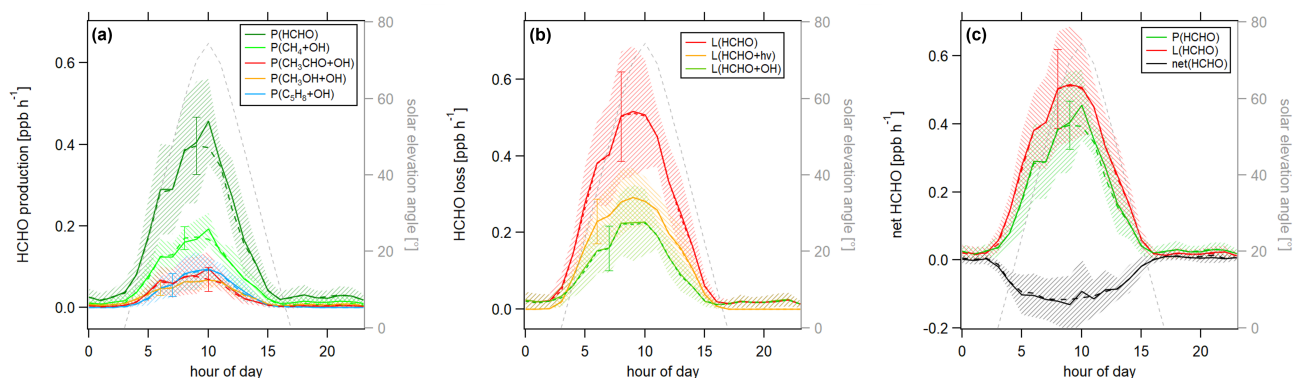 (a)
P(HCHO)
P(CH₄+OH)
P(CH₃CHO+OH)
P(CH₃OH+OH)
P(C₅H₈+OH)
HCHO production [ppb h⁻¹]
0.6
0.4
0.2
0.0
0 5 10 15 20
hour of day
80
60
40
20
0
solar elevation angle [°]
(b)
L(HCHO)
L(HCHO+hv)
L(HCHO+OH)
HCHO loss [ppb h⁻¹]
0.6
0.4
0.2
0.0
0 5 10 15 20
hour of day
80
60
40
20
0
solar elevation angle [°]
(c)
P(HCHO)
L(HCHO)
net(HCHO)
net HCHO [ppb h⁻¹]
0.6
0.4
0.2
0.0
-0.2
0 5 10 15 20
hour of day
80
60
40
20
0
solar elevation angle [°]